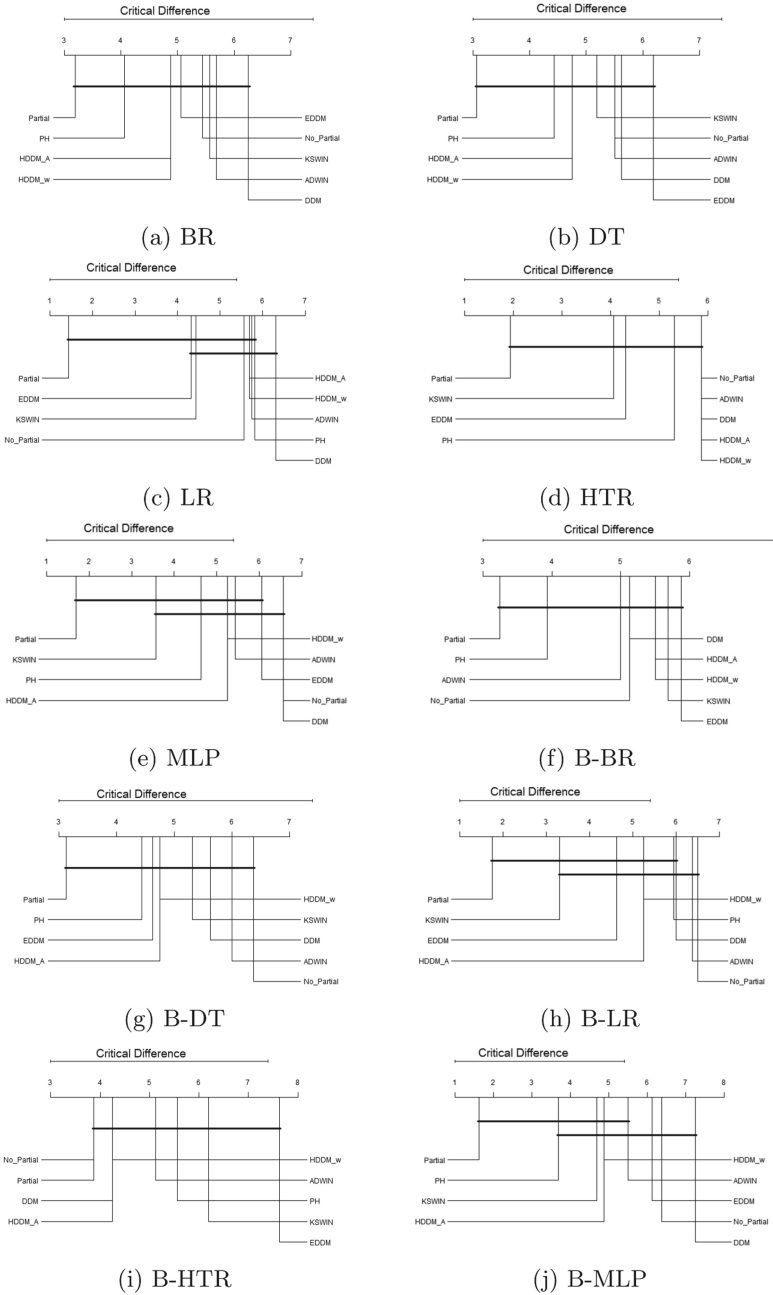 Critical Difference
3 4 5 6 7
Partial
PH
HDDM_A
HDDM_w
EDDM
No_Partial
KSWIN
ADWIN
DDM
(a) BR
Critical Difference
3 4 5 6 7
Partial
PH
HDDM_A
HDDM_w
KSWIN
No_Partial
ADWIN
DDM
EDDM
(b) DT
Critical Difference
1 2 3 4 5 6 7
Partial
EDDM
KSWIN
No_Partial
HDDM_A
HDDM_w
ADWIN
PH
DDM
(c) LR
Critical Difference
1 2 3 4 5 6
Partial
KSWIN
EDDM
PH
No_Partial
ADWIN
DDM
HDDM_A
HDDM_w
(d) HTR
Critical Difference
1 2 3 4 5 6 7
Partial
KSWIN
PH
HDDM_A
HDDM_w
ADWIN
EDDM
No_Partial
DDM
(e) MLP
Critical Difference
3 4 5 6
Partial
PH
ADWIN
No_Partial
DDM
HDDM_A
HDDM_w
KSWIN
EDDM
(f) B-BR
Critical Difference
3 4 5 6 7
Partial
PH
EDDM
HDDM_A
HDDM_w
KSWIN
DDM
ADWIN
No_Partial
(g) B-DT
Critical Difference
1 2 3 4 5 6 7
Partial
KSWIN
EDDM
HDDM_A
HDDM_w
PH
DDM
ADWIN
No_Partial
(h) B-LR
Critical Difference
3 4 5 6 7 8
No_Partial
Partial
DDM
HDDM_A
HDDM_w
ADWIN
PH
KSWIN
EDDM
(i) B-HTR
Critical Difference
1 2 3 4 5 6 7 8
Partial
PH
KSWIN
HDDM_A
HDDM_w
ADWIN
EDDM
No_Partial
DDM
(j) B-MLP